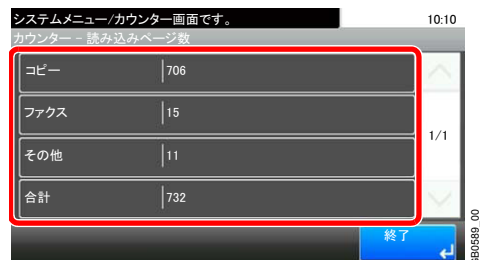 システムメニュー/カウンター画面です。 10:10
カウンター - 読み込みページ数
コピー 706
ファクス 15
1/1
その他 11
合計 732
終了